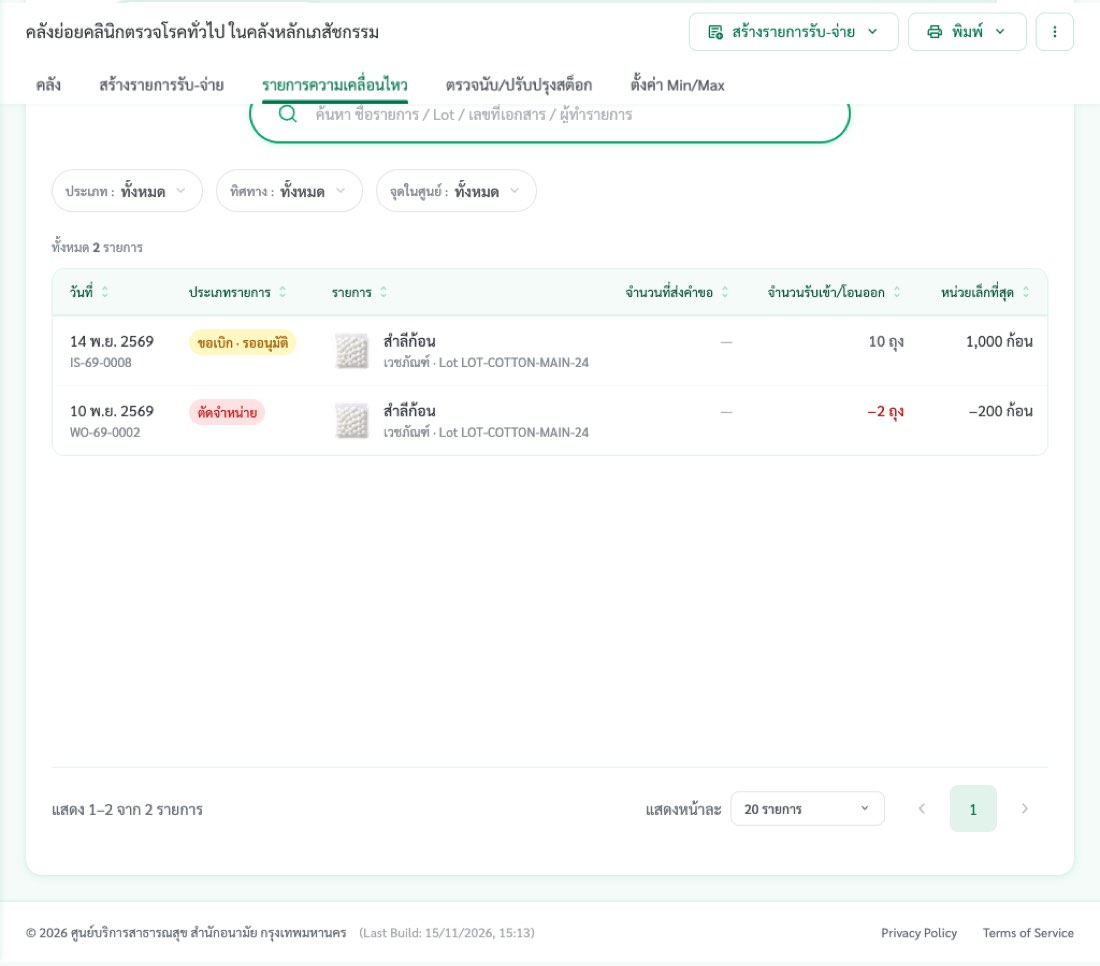 คลังย่อยคลินิกตรวจโรคทั่วไป ในคลังหลักเภสัชกรรม
สร้างรายการรับ-จ่าย
พิมพ์
คลัง สร้างรายการรับ-จ่าย รายการความเคลื่อนไหว ตรวจนับ/ปรับปรุงสต็อก ตั้งค่า Min/Max
ค้นหา ชื่อรายการ / Lot / เลขที่เอกสาร / ผู้ทำรายการ
ประเภท : ทั้งหมด ทิศทาง : ทั้งหมด จุดในศูนย์ : ทั้งหมด
ทั้งหมด 2 รายการ
วันที่ ประเภทรายการ รายการ จำนวนที่ส่งคำขอ จำนวนรับเข้า/โอนออก หน่วยเล็กที่สุด
14 พ.ย. 2569 ขอเบิก · รออนุมัติ สำลีก้อน — 10 ถุง 1,000 ก้อน
IS-69-0008 เวชภัณฑ์ · Lot LOT-COTTON-MAIN-24
10 พ.ย. 2569 ตัดจำหน่าย สำลีก้อน — −2 ถุง −200 ก้อน
WO-69-0002 เวชภัณฑ์ · Lot LOT-COTTON-MAIN-24
แสดง 1–2 จาก 2 รายการ แสดงหน้าละ 20 รายการ 1
© 2026 ศูนย์บริการสาธารณสุข สำนักอนามัย กรุงเทพมหานคร (Last Build: 15/11/2026, 15:13) Privacy Policy Terms of Service